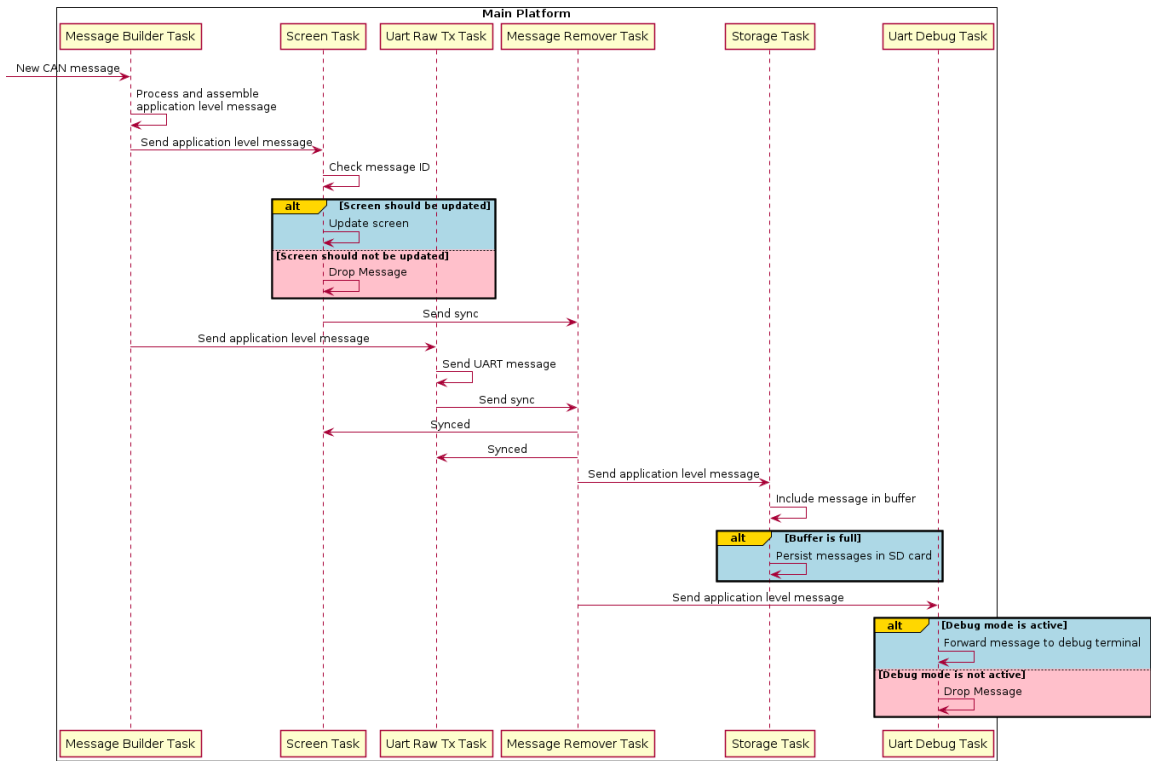 Main Platform
Message Builder Task
Screen Task
Uart Raw Tx Task
Message Remover Task
Storage Task
Uart Debug Task
New CAN message
Process and assemble
application level message
Send application level message
Check message ID
alt
[Screen should be updated]
Update screen
[Screen should not be updated]
Drop Message
Send sync
Send application level message
Send UART message
Send sync
Synced
Synced
Send application level message
Include message in buffer
alt
[Buffer is full]
Persist messages in SD card
Send application level message
alt
[Debug mode is active]
Forward message to debug terminal
[Debug mode is not active]
Drop Message
Message Builder Task
Screen Task
Uart Raw Tx Task
Message Remover Task
Storage Task
Uart Debug Task